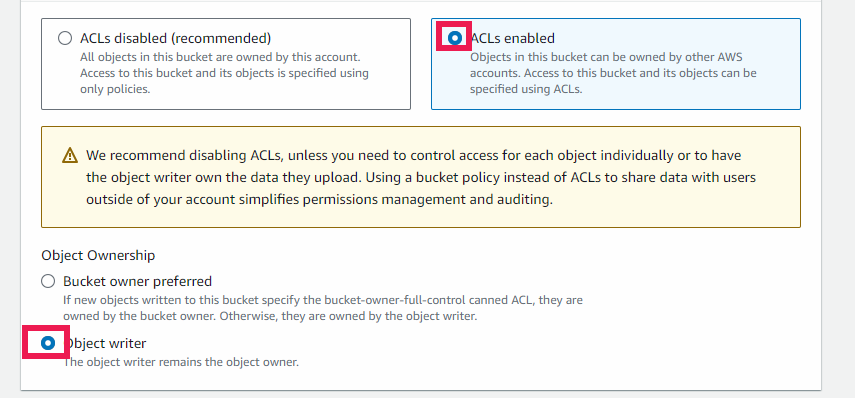 ACLs disabled (recommended)
All objects in this bucket are owned by this account.
Access to this bucket and its objects is specified using
only policies.
ACLs enabled
Objects in this bucket can be owned by other AWS
accounts. Access to this bucket and its objects can be
specified using ACLs.
We recommend disabling ACLs, unless you need to control access for each object individually or to have
the object writer own the data they upload. Using a bucket policy instead of ACLs to share data with users
outside of your account simplifies permissions management and auditing.
Object Ownership
Bucket owner preferred
If new objects written to this bucket specify the bucket-owner-full-control canned ACL, they are
owned by the bucket owner. Otherwise, they are owned by the object writer.
Object writer
The object writer remains the object owner.